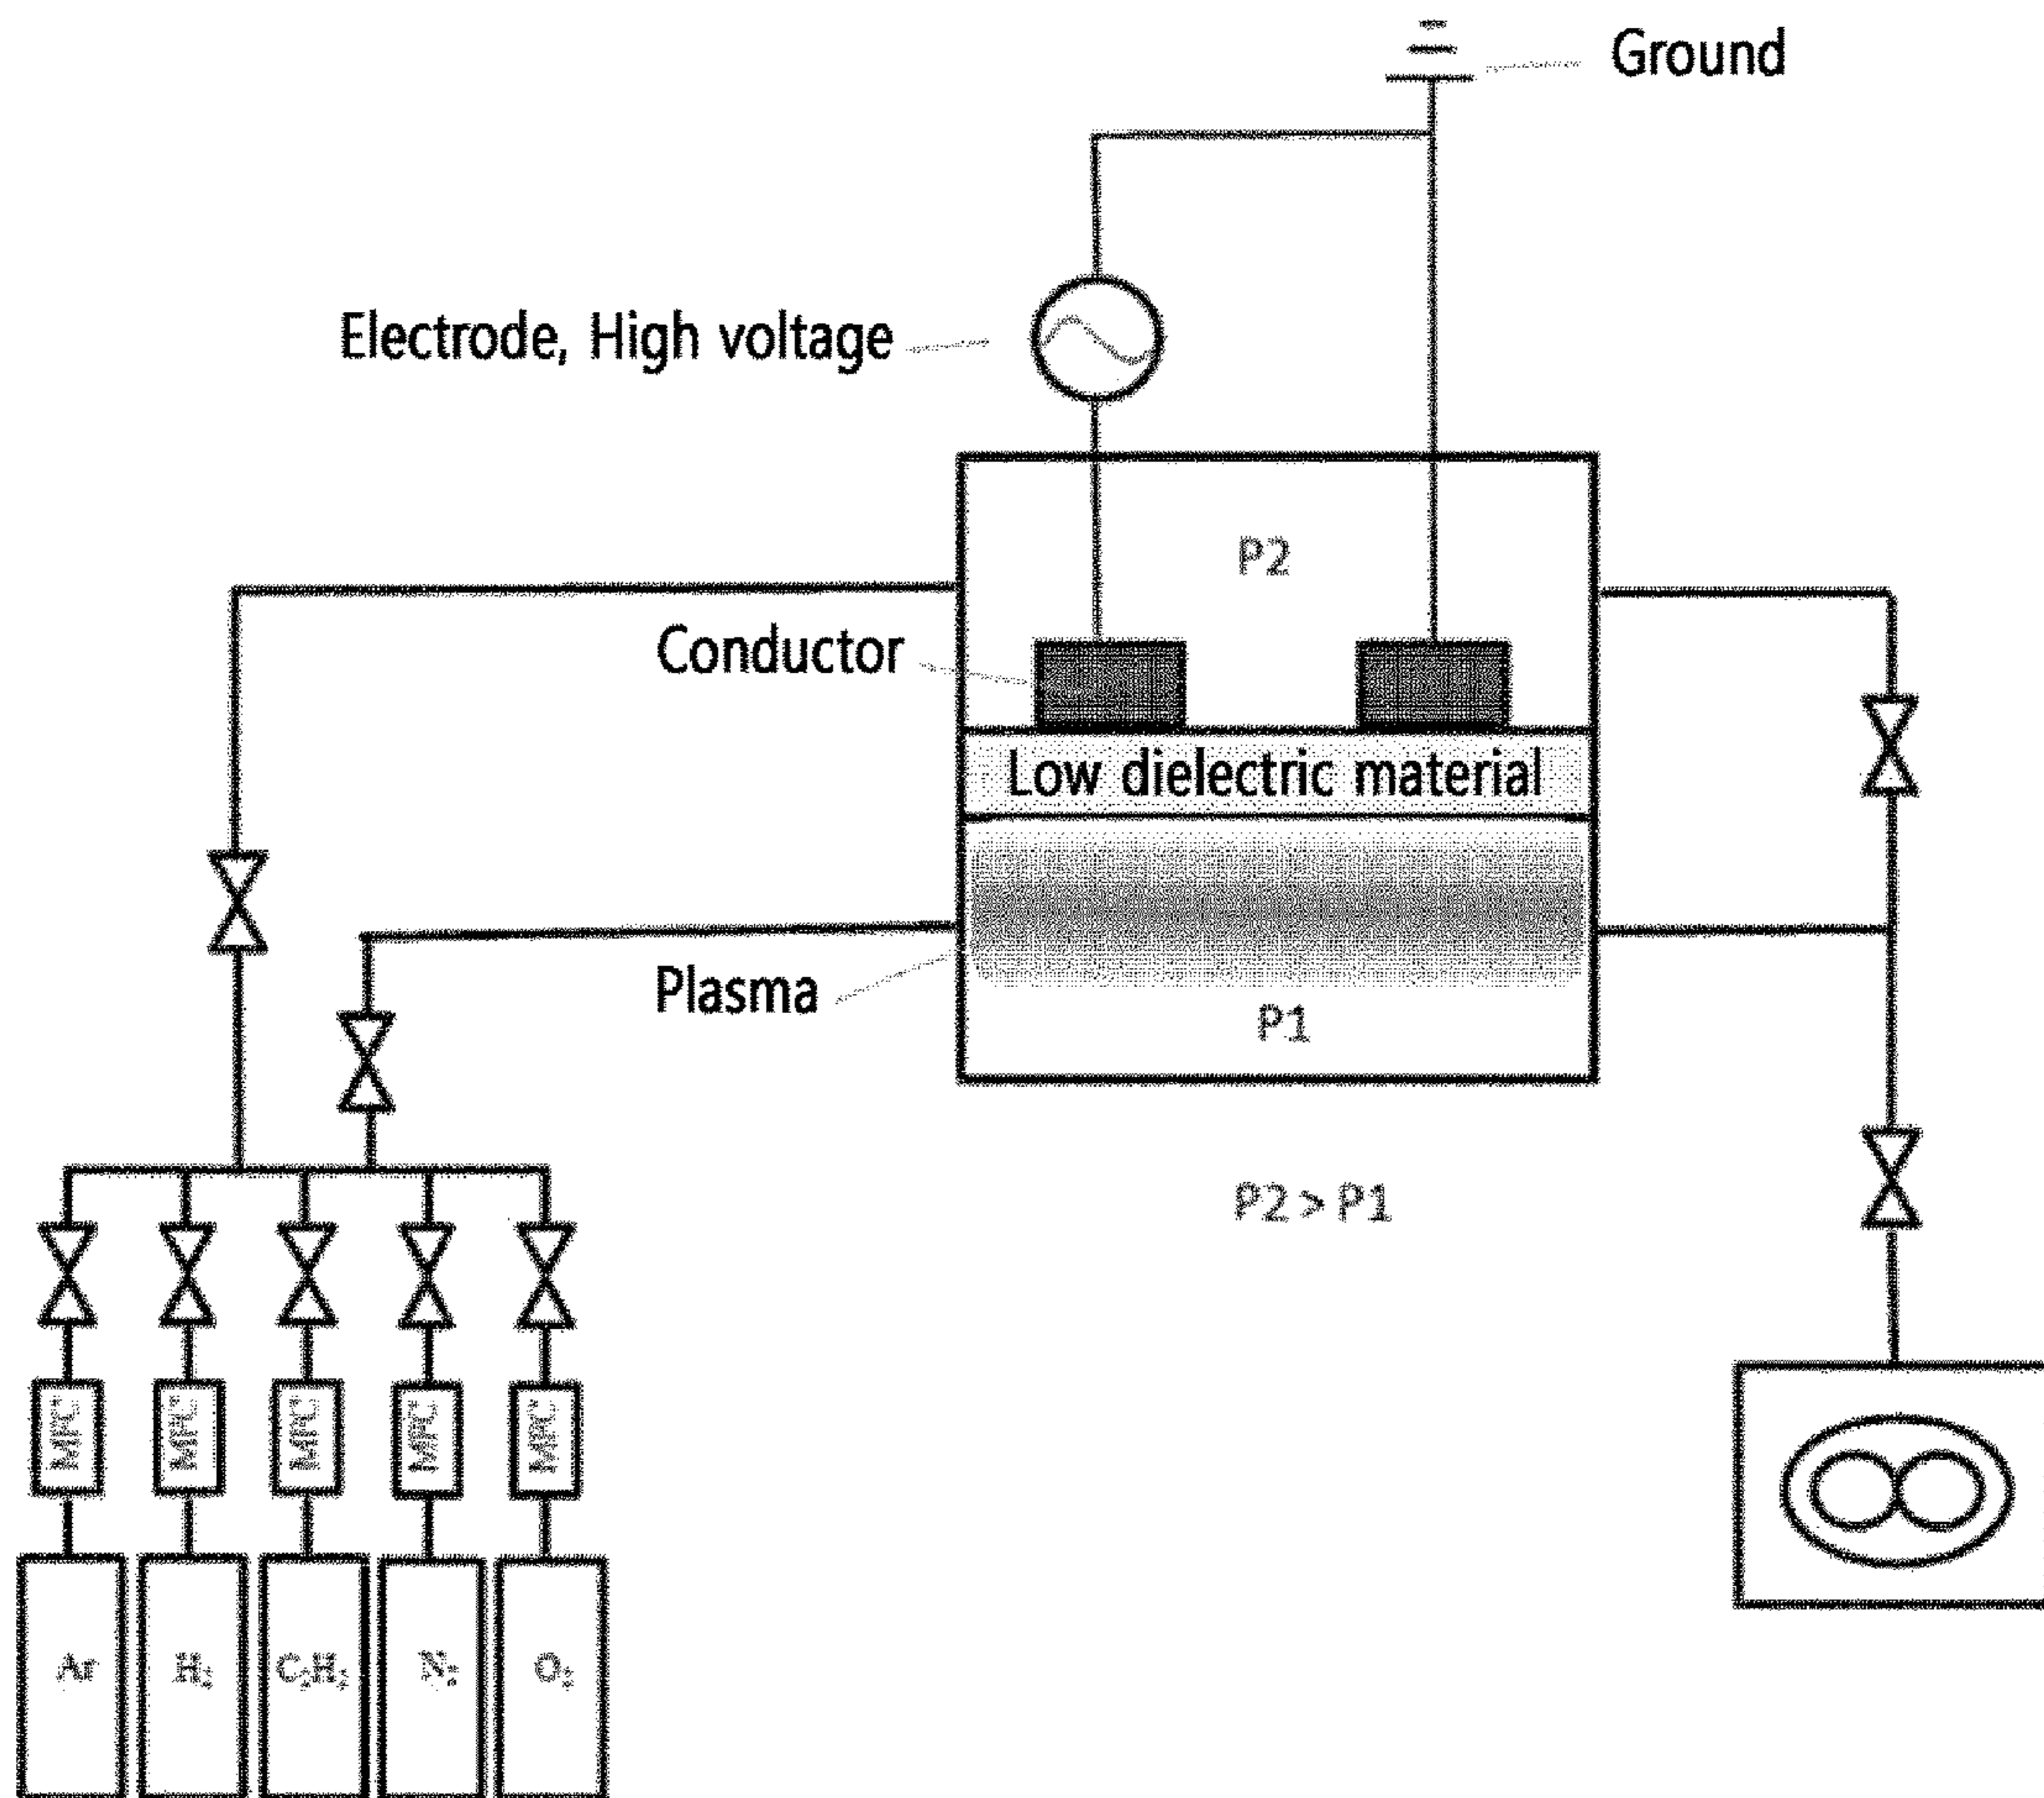 Ground
Electrode, High voltage
P2
Conductor
Low dielectric material
Plasma
P1
P2 > P1
MFC MFC MFC MFC MFC
Ar H₂ C₂H₂ N₂ O₂